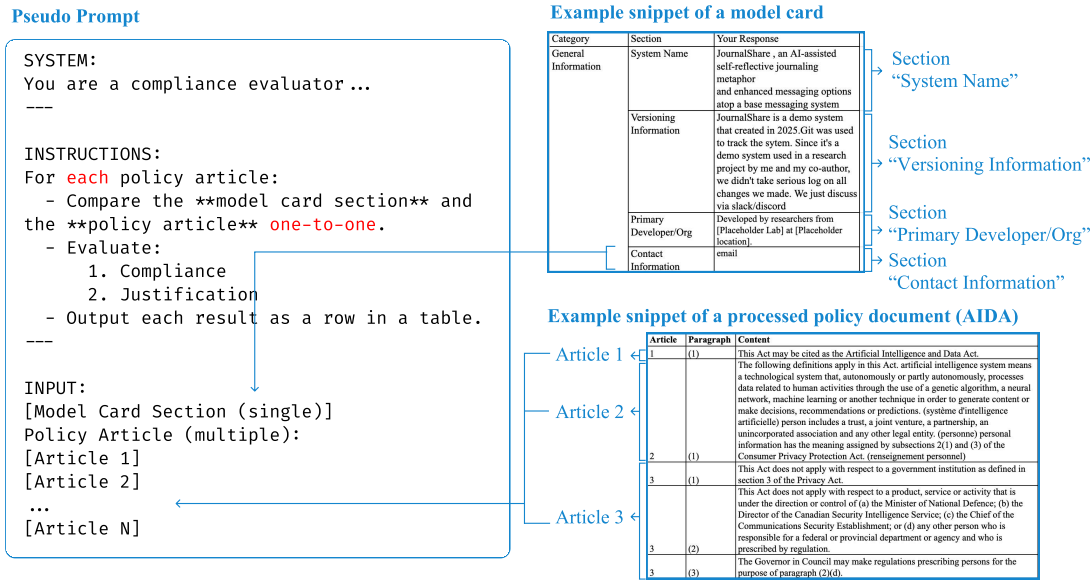 Pseudo Prompt
SYSTEM:
You are a compliance evaluator ...
---
INSTRUCTIONS:
For each policy article:
- Compare the **model card section** and
the **policy article** one-to-one.
- Evaluate:
1. Compliance
2. Justification
- Output each result as a row in a table.
---
INPUT:
[Model Card Section (single)]
Policy Article (multiple):
[Article 1]
[Article 2]
...
[Article N]
Example snippet of a model card
Category Section Your Response
General
Information
System Name
JournalShare , an AI-assisted
self-reflective journaling
metaphor
and enhanced messaging options
atop a base messaging system
Versioning
Information
JournalShare is a demo system
that created in 2025.Git was used
to track the sytem. Since it's a
demo system used in a research
project by me and my co-author,
we didn't take serious log on all
changes we made. We just discuss
via slack/discord
Primary
Developer/Org
Developed by researchers from
[Placeholder Lab] at [Placeholder
location].
Contact
Information
email
Section
“System Name”
Section
“Versioning Information”
Section
“Primary Developer/Org”
Section
“Contact Information”
Example snippet of a processed policy document (AIDA)
Article 1
Article 2
Article 3
Article Paragraph Content
1 (1) This Act may be cited as the Artificial Intelligence and Data Act.
The following definitions apply in this Act. artificial intelligence system means
a technological system that, autonomously or partly autonomously, processes
data related to human activities through the use of a genetic algorithm, a neural
network, machine learning or another technique in order to generate content or
make decisions, recommendations or predictions. (système d'intelligence
artificielle) person includes a trust, a joint venture, a partnership, an
unincorporated association and any other legal entity. (personne) personal
information has the meaning assigned by subsections 2(1) and (3) of the
2 (1) Consumer Privacy Protection Act. (renseignement personnel)
This Act does not apply with respect to a government institution as defined in
3 (1) section 3 of the Privacy Act.
This Act does not apply with respect to a product, service or activity that is
under the direction or control of (a) the Minister of National Defence; (b) the
Director of the Canadian Security Intelligence Service; (c) the Chief of the
Communications Security Establishment; or (d) any other person who is
responsible for a federal or provincial department or agency and who is
3 (2) prescribed by regulation.
The Governor in Council may make regulations prescribing persons for the
3 (3) purpose of paragraph (2)(d).